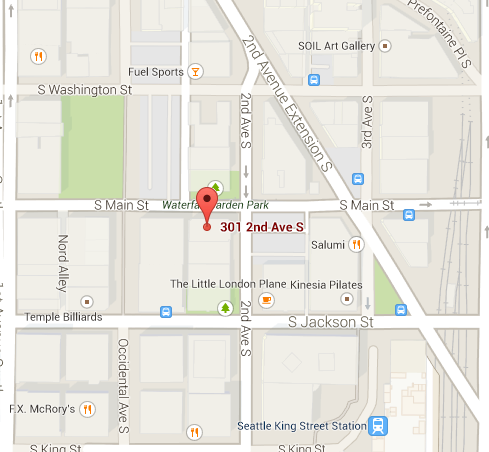 Prefontaine Pl S
SOIL Art Gallery
2nd Avenue Extension S
Fuel Sports
S Washington St
2nd Ave S
3rd Ave S
S Main St
Waterfall Garden Park
S Main St
301 2nd Ave S
Nord Alley
Salumi
The Little London Plane
Kinesia Pilates
Temple Billiards
2nd Ave S
S Jackson St
Occidental Ave S
F.X. McRory's
Seattle King Street Station
S King St
S King St